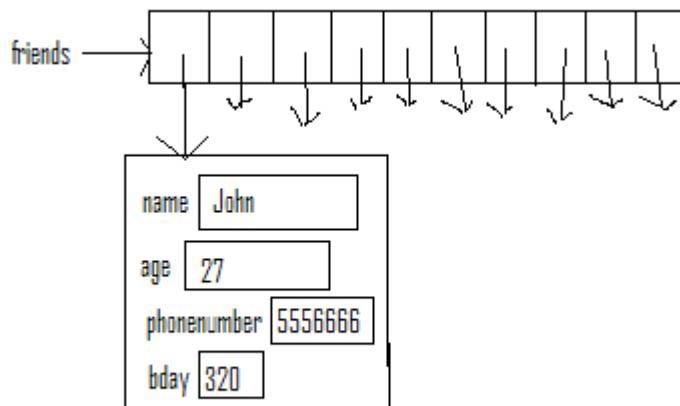 friends
name John
age 27
phonenumber 5556666
bday 320